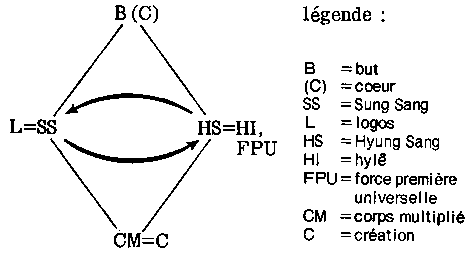 B (C)
L=SS
HS=HI,
FPU
CM=C
légende :
B =but
(C) =coeur
SS =Sung Sang
L =logos
HS =Hyung Sang
HI =hylê
FPU=force première
universelle
CM =corps multiplié
C =création